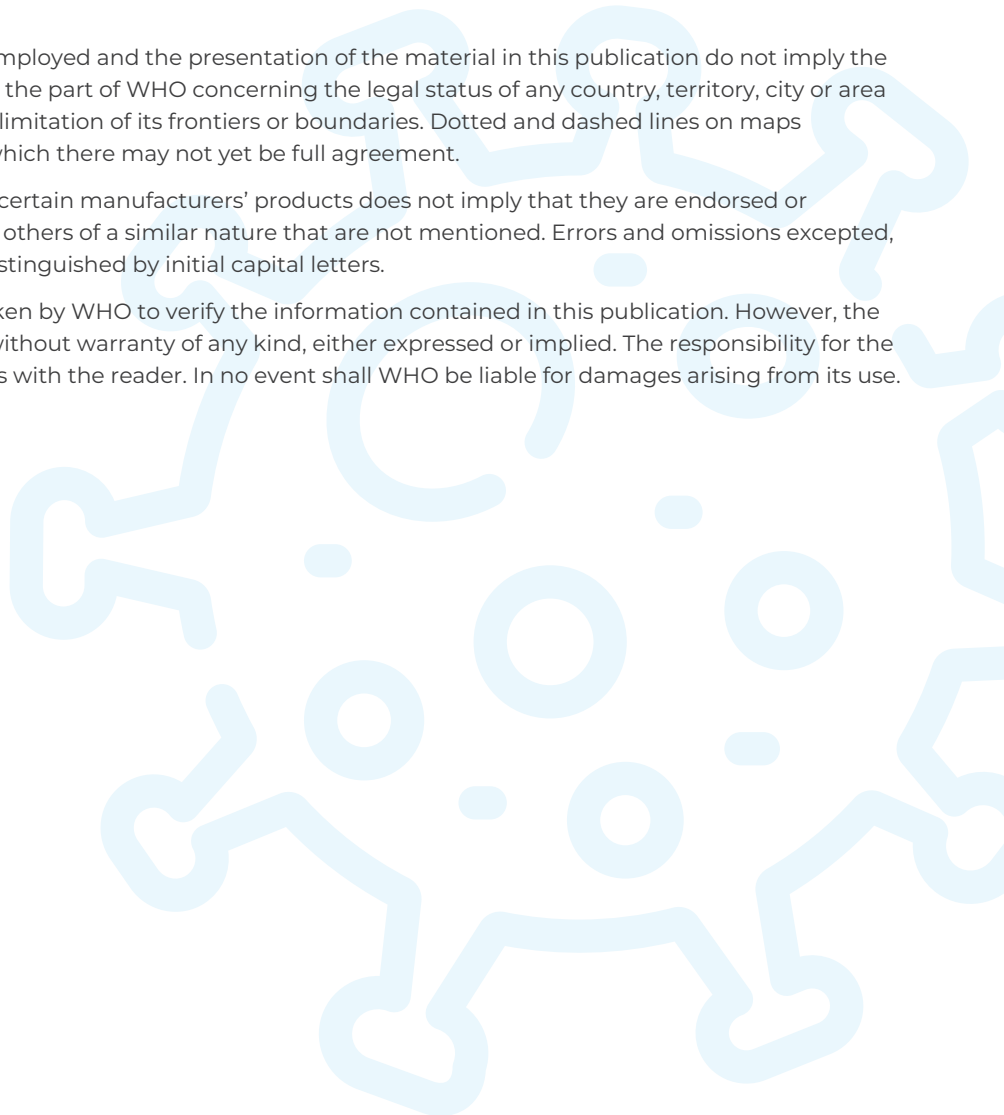 mployed and the presentation of the material in this publication do not imply the
the part of WHO concerning the legal status of any country, territory, city or area
limitation of its frontiers or boundaries. Dotted and dashed lines on maps
which there may not yet be full agreement.
certain manufacturers’ products does not imply that they are endorsed or
others of a similar nature that are not mentioned. Errors and omissions excepted,
stinguished by initial capital letters.
ken by WHO to verify the information contained in this publication. However, the
without warranty of any kind, either expressed or implied. The responsibility for the
s with the reader. In no event shall WHO be liable for damages arising from its use.